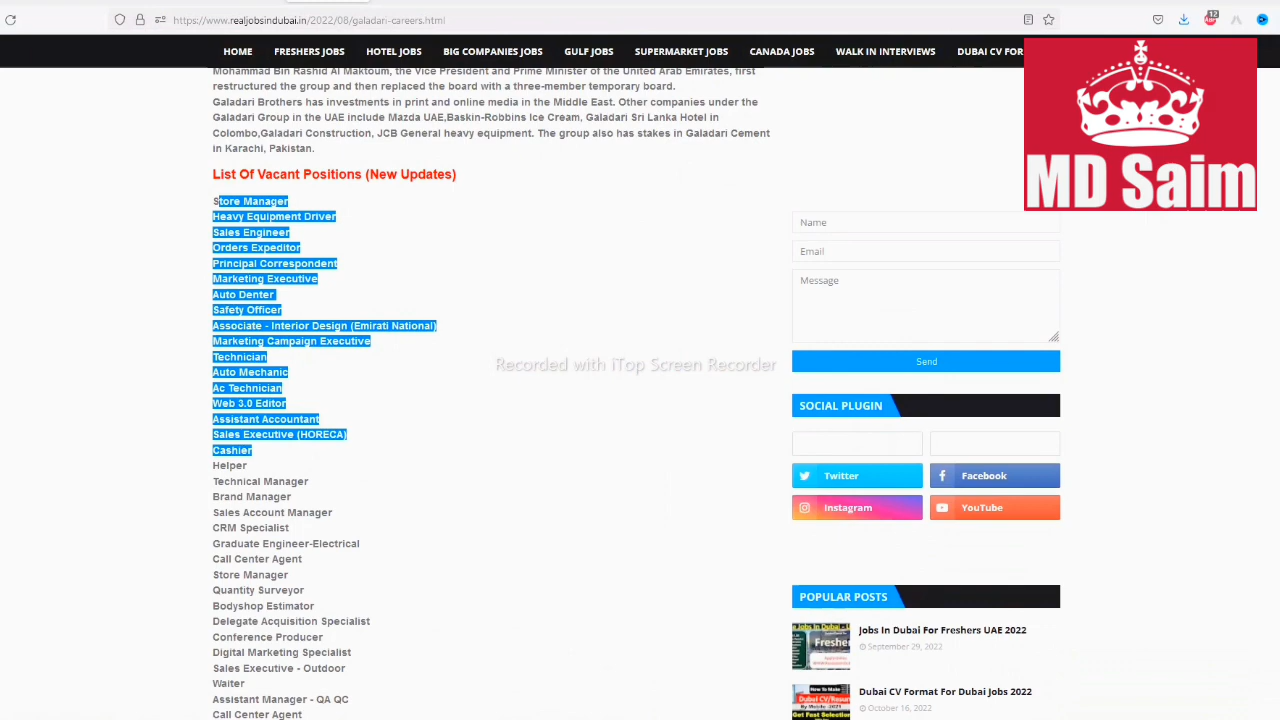 https://www.realjobsindubai.in/2022/08/galadari-careers.html
12
HOME FRESHERS JOBS HOTEL JOBS BIG COMPANIES JOBS GULF JOBS SUPERMARKET JOBS CANADA JOBS WALK IN INTERVIEWS DUBAI CV FOR
MD Saim
Mohammad Bin Rashid Al Maktoum, the Vice President and Prime Minister of the United Arab Emirates, first
restructured the group and then replaced the board with a three-member temporary board.
Galadari Brothers has investments in print and online media in the Middle East. Other companies under the
Galadari Group in the UAE include Mazda UAE,Baskin-Robbins Ice Cream, Galadari Sri Lanka Hotel in
Colombo,Galadari Construction, JCB General heavy equipment. The group also has stakes in Galadari Cement
in Karachi, Pakistan.
List Of Vacant Positions (New Updates)
Store Manager
Heavy Equipment Driver
Sales Engineer
Orders Expeditor
Principal Correspondent
Marketing Executive
Auto Denter
Safety Officer
Associate - Interior Design (Emirati National)
Marketing Campaign Executive
Technician
Auto Mechanic
Ac Technician
Web 3.0 Editor
Assistant Accountant
Sales Executive (HORECA)
Cashier
Helper
Technical Manager
Brand Manager
Sales Account Manager
CRM Specialist
Graduate Engineer-Electrical
Call Center Agent
Store Manager
Quantity Surveyor
Bodyshop Estimator
Delegate Acquisition Specialist
Conference Producer
Digital Marketing Specialist
Sales Executive - Outdoor
Waiter
Assistant Manager - QA QC
Call Center Agent
Recorded with iTop Screen Recorder
Name
Email
Message
Send
SOCIAL PLUGIN
Twitter
Facebook
Instagram
YouTube
POPULAR POSTS
Jobs In Dubai For Freshers UAE 2022
September 29, 2022
Dubai CV Format For Dubai Jobs 2022
October 16, 2022